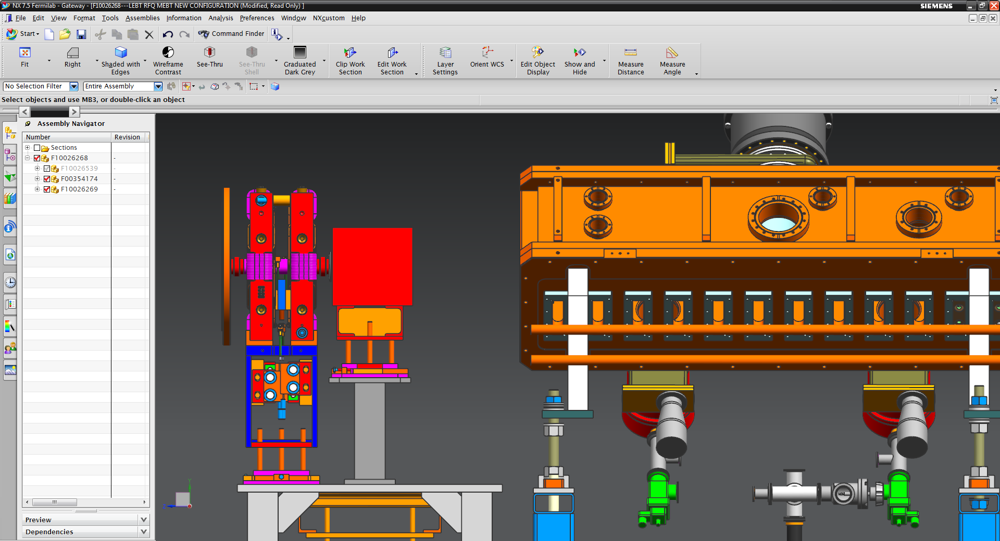 NX 7.5 Fermilab - Gateway - [F10026268---LEBT RFQ MEBT NEW CONFIGURATION (Modified, Read Only) ]
SIEMENS
File Edit View Format Tools Assemblies Information Analysis Preferences Window NXcustom Help
Start
Command Finder
Fit
Right
Shaded with
Edges
Wireframe
Contrast
See-Thru
See-Thru
Shell
Graduated
Dark Grey
Clip Work
Section
Edit Work
Section
Layer
Settings
Orient WCS
Edit Object
Display
Show and
Hide
Measure
Distance
Measure
Angle
No Selection Filter
Entire Assembly
Select objects and use MB3, or double-click an object
Assembly Navigator
Number Revision
Sections
F10026268 -
F10026539 -
F00354174 -
F10026269 -
Preview
Dependencies
Y
Z